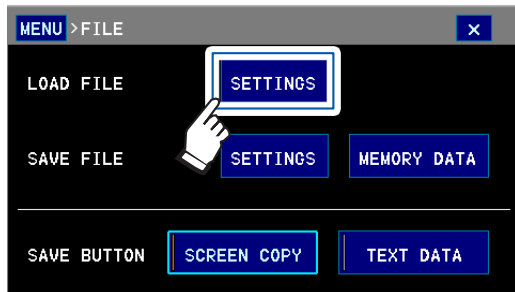 MENU >FILE ×
LOAD FILE SETTINGS
SAVE FILE SETTINGS MEMORY DATA
SAVE BUTTON SCREEN COPY TEXT DATA